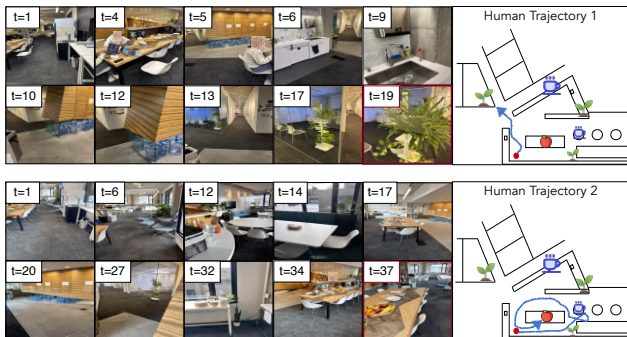 t=1
t=4
t=5
t=6
t=9
Human Trajectory 1
t=10
t=12
t=13
t=17
t=19
t=1
t=6
t=12
t=14
t=17
Human Trajectory 2
t=20
t=27
t=32
t=34
t=37